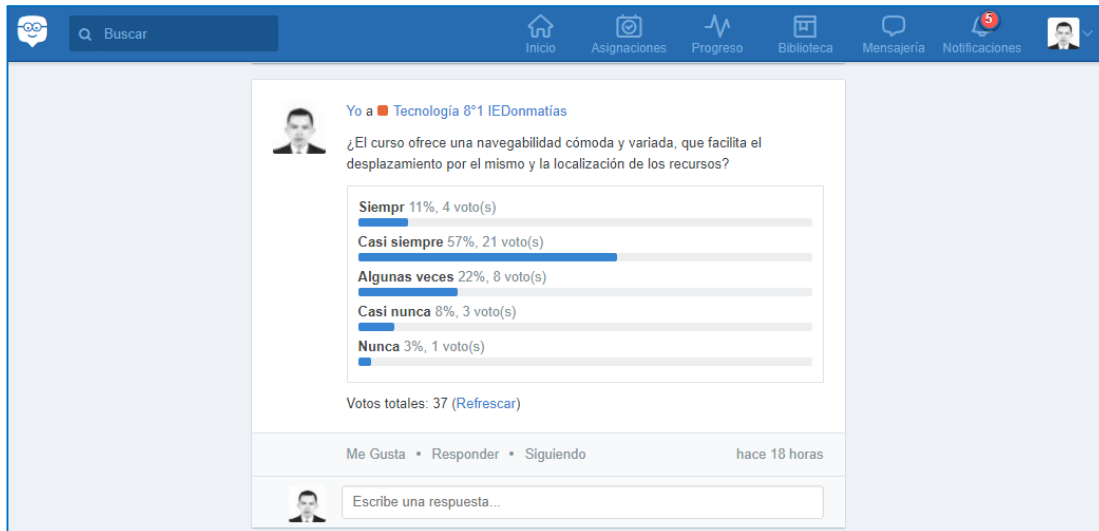 Buscar
Inicio
Asignaciones
Progreso
Biblioteca
Mensajería
5
Notificaciones
Yo a Tecnología 8°1 IEDonmatías
¿El curso ofrece una navegabilidad cómoda y variada, que facilita el
desplazamiento por el mismo y la localización de los recursos?
Siempr 11%, 4 voto(s)
Casi siempre 57%, 21 voto(s)
Algunas veces 22%, 8 voto(s)
Casi nunca 8%, 3 voto(s)
Nunca 3%, 1 voto(s)
Votos totales: 37 (Refrescar)
Me Gusta • Responder • Siguiendo
hace 18 horas
Escribe una respuesta...